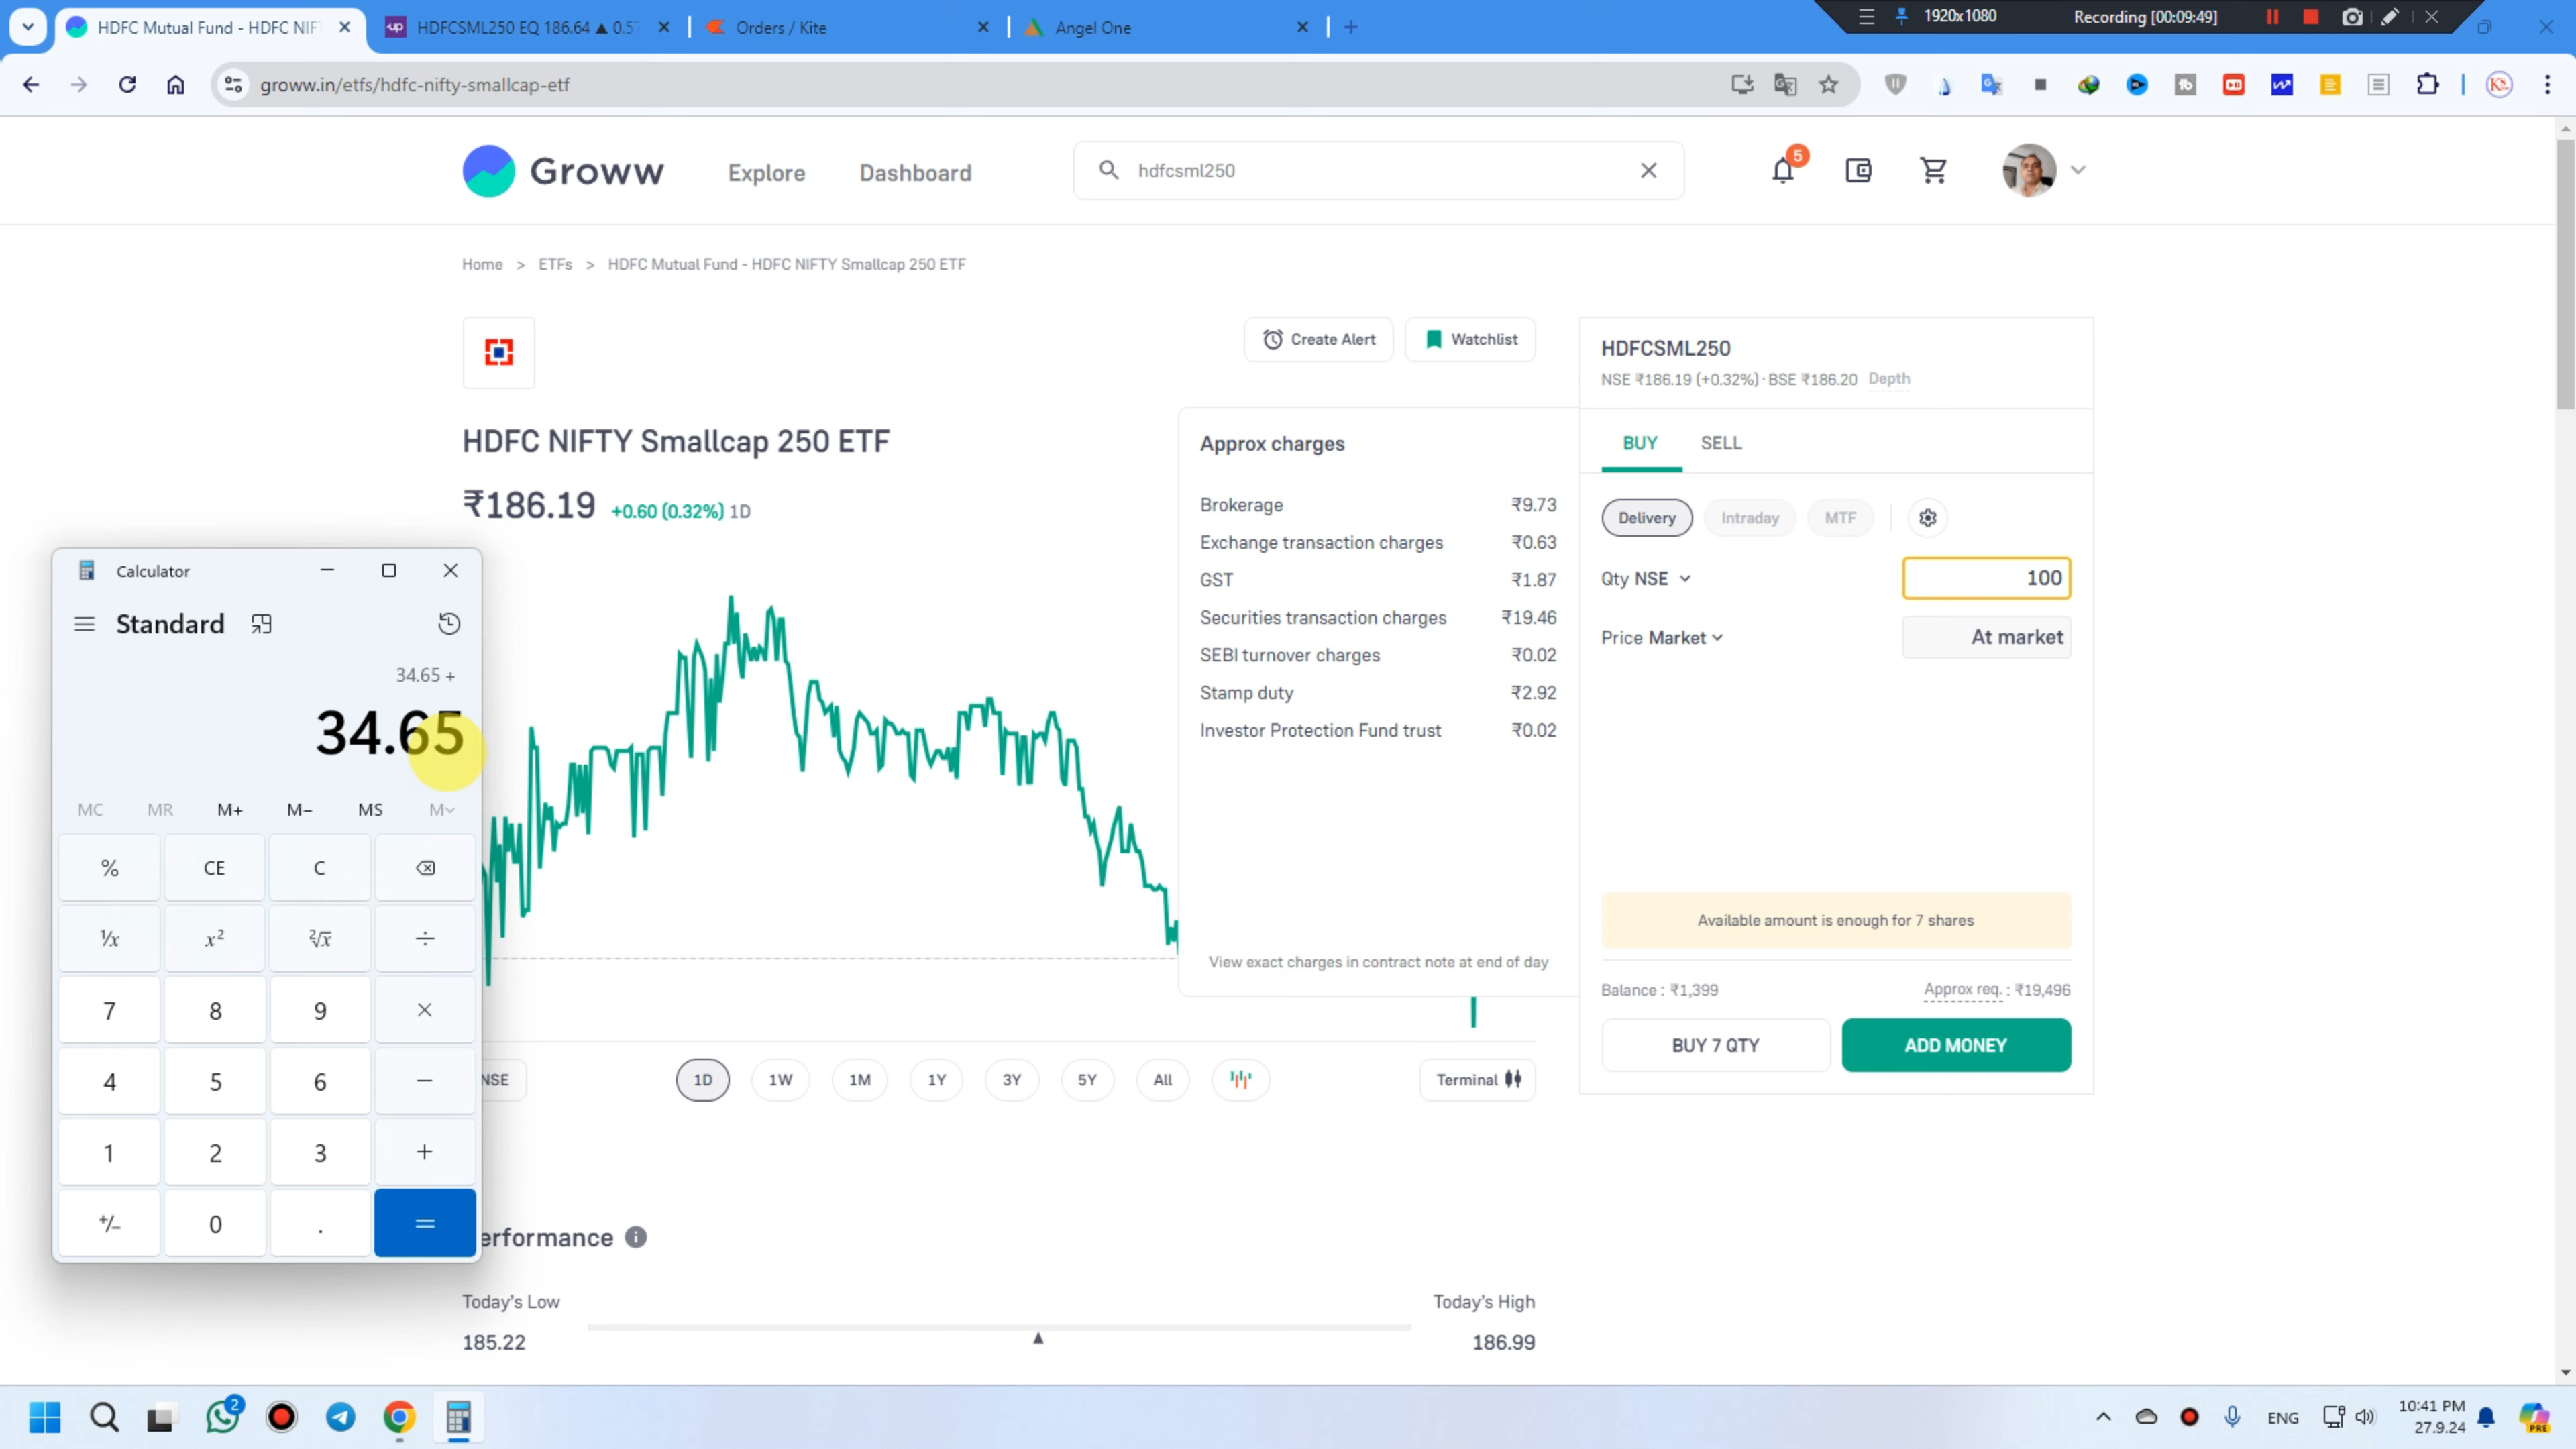 HDFC Mutual Fund - HDFC NIF
HDFCSML250 EQ 186.64 ▲ 0.5
Orders / Kite
Angel One
1920x1080
Recording [00:09:49]
groww.in/etfs/hdfc-nifty-smallcap-etf
Groww
Explore
Dashboard
hdfcsml250
5
Home > ETFs > HDFC Mutual Fund - HDFC NIFTY Smallcap 250 ETF
Create Alert
Watchlist
HDFC NIFTY Smallcap 250 ETF
₹186.19 +0.60 (0.32%) 1D
Approx charges
Brokerage ₹9.73
Exchange transaction charges ₹0.63
GST ₹1.87
Securities transaction charges ₹19.46
SEBI turnover charges ₹0.02
Stamp duty ₹2.92
Investor Protection Fund trust ₹0.02
View exact charges in contract note at end of day
HDFCSML250
NSE ₹186.19 (+0.32%) · BSE ₹186.20 Depth
BUY SELL
Delivery Intraday MTF
Qty NSE 100
Price Market At market
Available amount is enough for 7 shares
Balance : ₹1,399 Approx req. : ₹19,496
BUY 7 QTY ADD MONEY
Calculator
Standard
34.65 +
34.65
MC MR M+ M− MS M
% CE C
⅟x x² ²√x ÷
7 8 9 ×
4 5 6 −
1 2 3 +
+/− 0 . =
NSE 1D 1W 1M 1Y 3Y 5Y All Terminal
erformance
Today's Low Today's High
185.22 186.99
2
ENG
10:41 PM
27.9.24
PRE